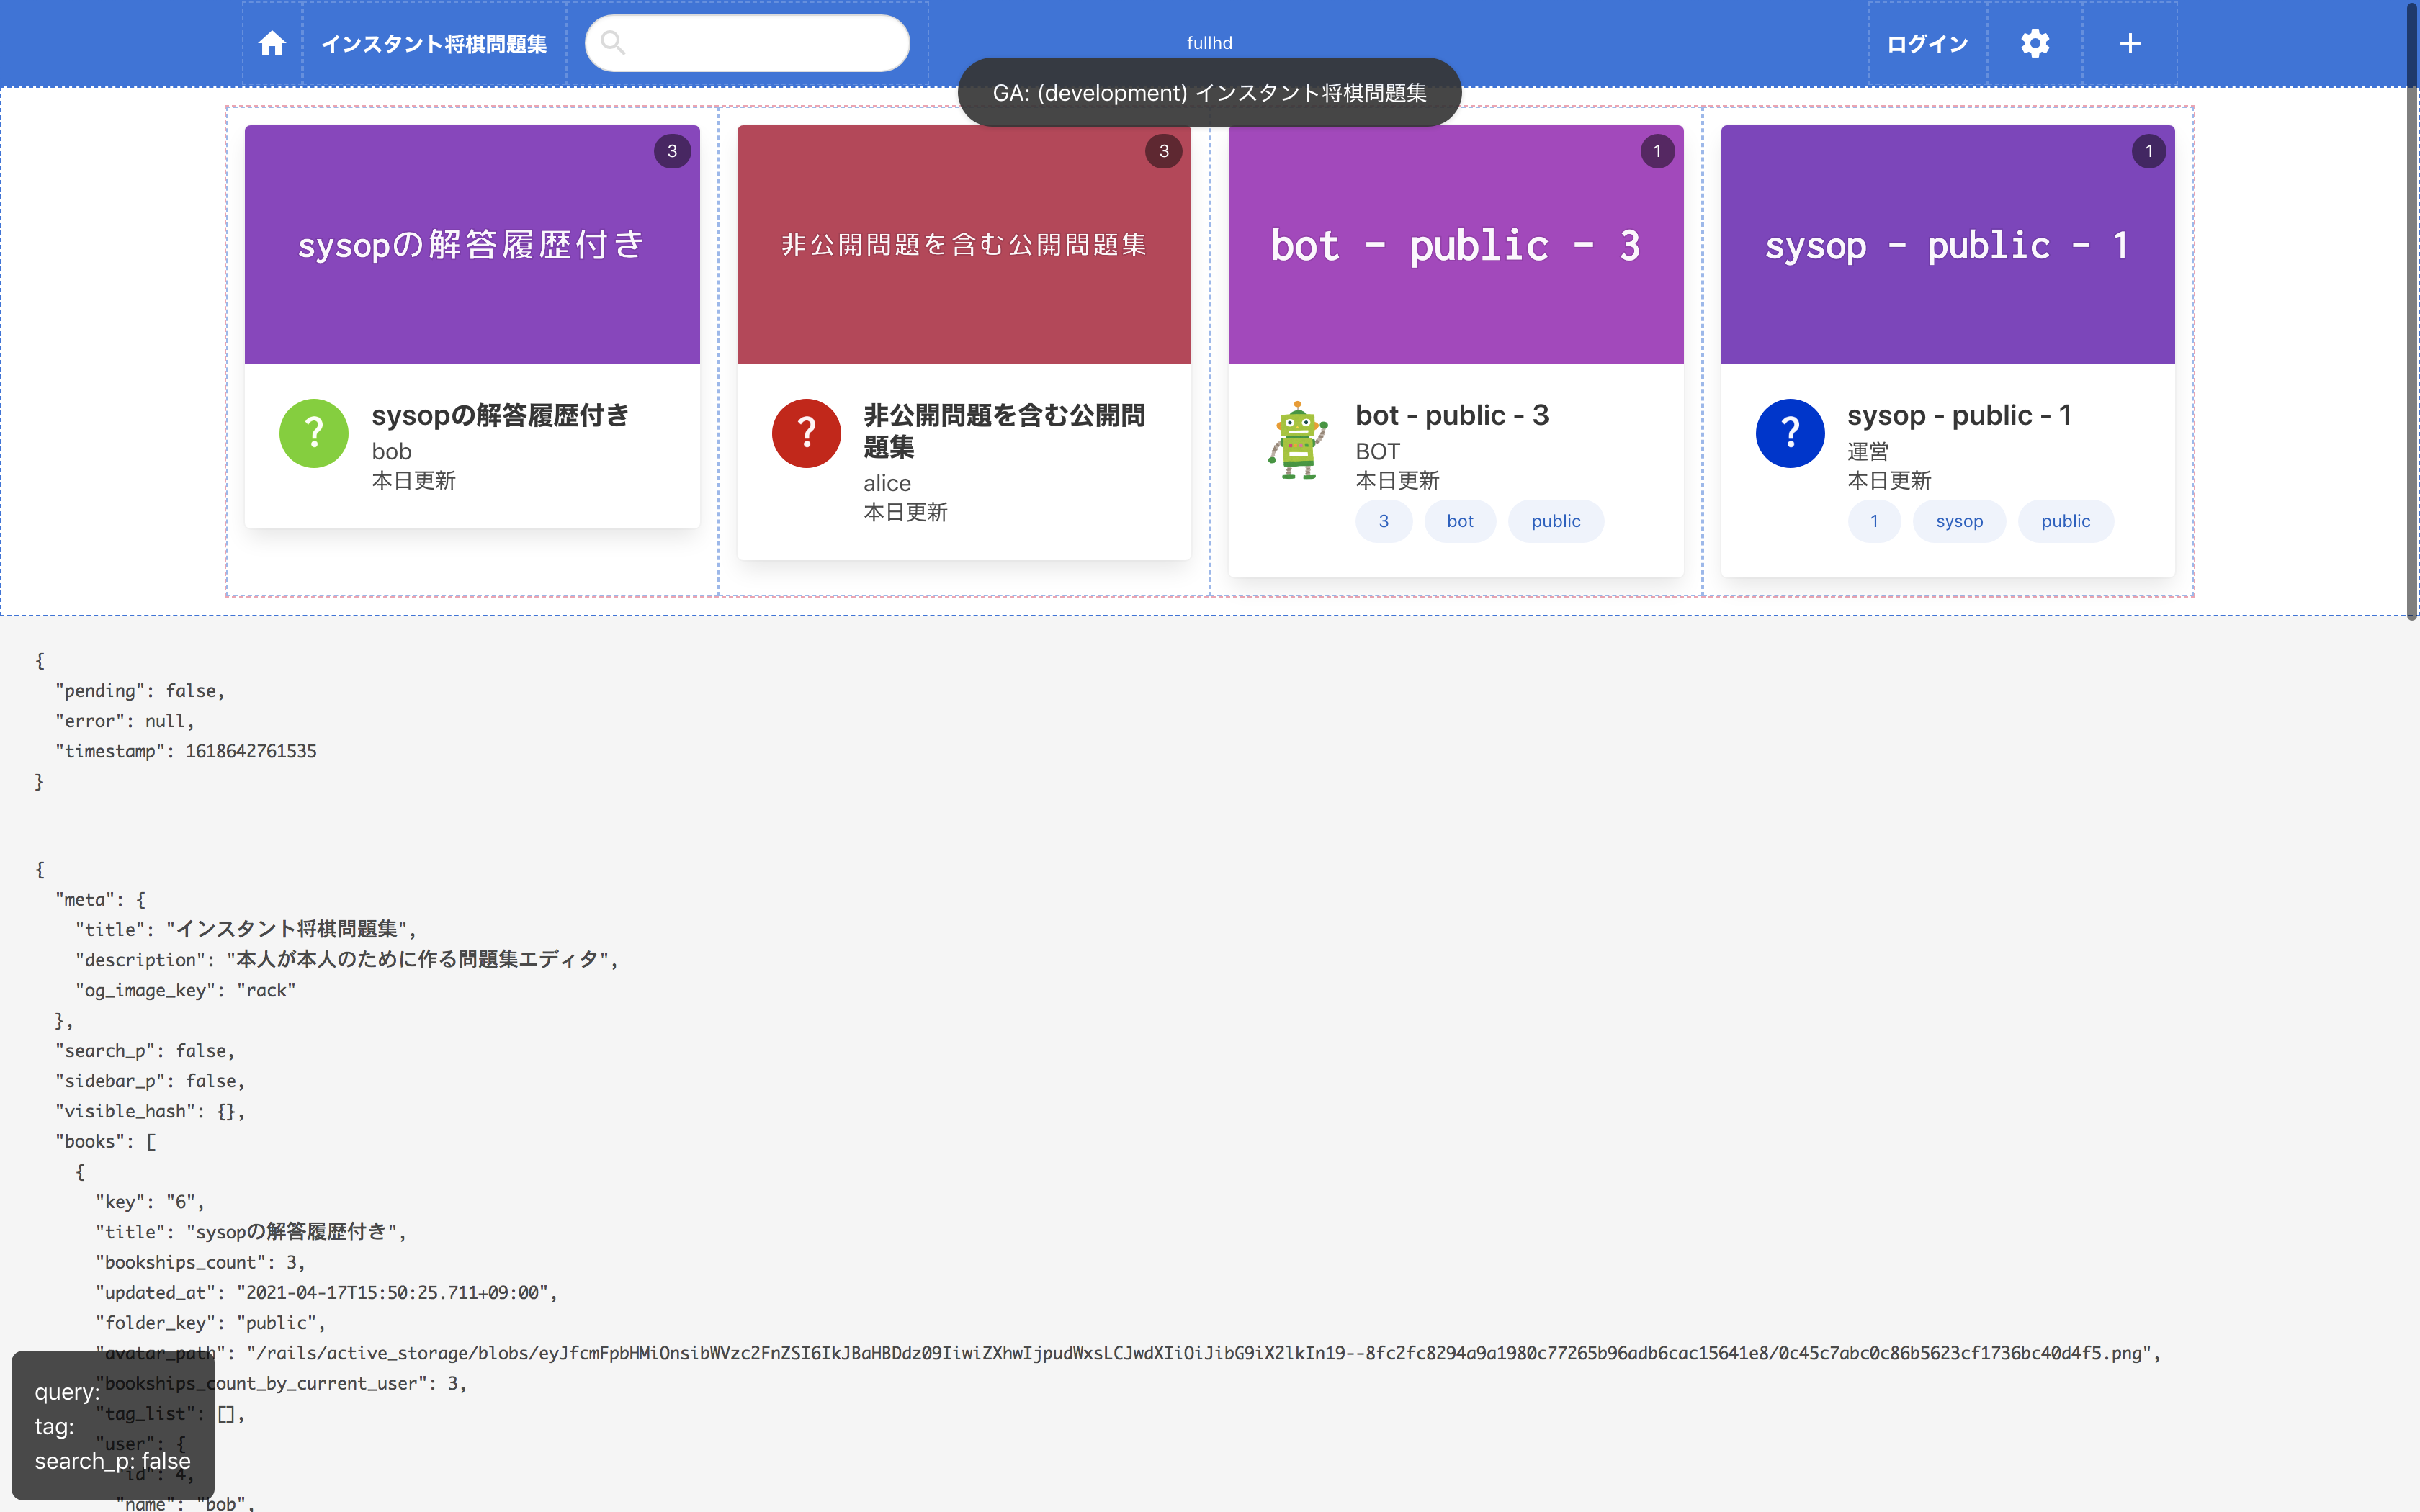 インスタント将棋問題集
fullhd
ログイン
GA: (development) インスタント将棋問題集
3
sysopの解答履歴付き
sysopの解答履歴付き
bob
本日更新
3
非公開問題を含む公開問題集
非公開問題を含む公開問
題集
alice
本日更新
1
bot - public - 3
bot - public - 3
BOT
本日更新
3 bot public
1
sysop - public - 1
sysop - public - 1
運営
本日更新
1 sysop public
{
"pending": false,
"error": null,
"timestamp": 1618642761535
}
{
"meta": {
"title": "インスタント将棋問題集",
"description": "本人が本人のために作る問題集エディタ",
"og_image_key": "rack"
},
"search_p": false,
"sidebar_p": false,
"visible_hash": {},
"books": [
{
"key": "6",
"title": "sysopの解答履歴付き",
"bookships_count": 3,
"updated_at": "2021-04-17T15:50:25.711+09:00",
"folder_key": "public",
"avatar_path": "/rails/active_storage/blobs/eyJfcmFpbHMiOnsibWVzc2FnZSI6IkJBaHBDdz09IiwiZXhwIjpudWxsLCJwdXIiOiJibG9iX2lkIn19--8fc2fc8294a9a1980c77265b96adb6cac15641e8/0c45c7abc0c86b5623cf1736bc40d4f5.png",
"bookships_count_by_current_user": 3,
"tag_list": [],
"user": {
"id": 4,
"name": "bob",
query:
tag:
search_p: false